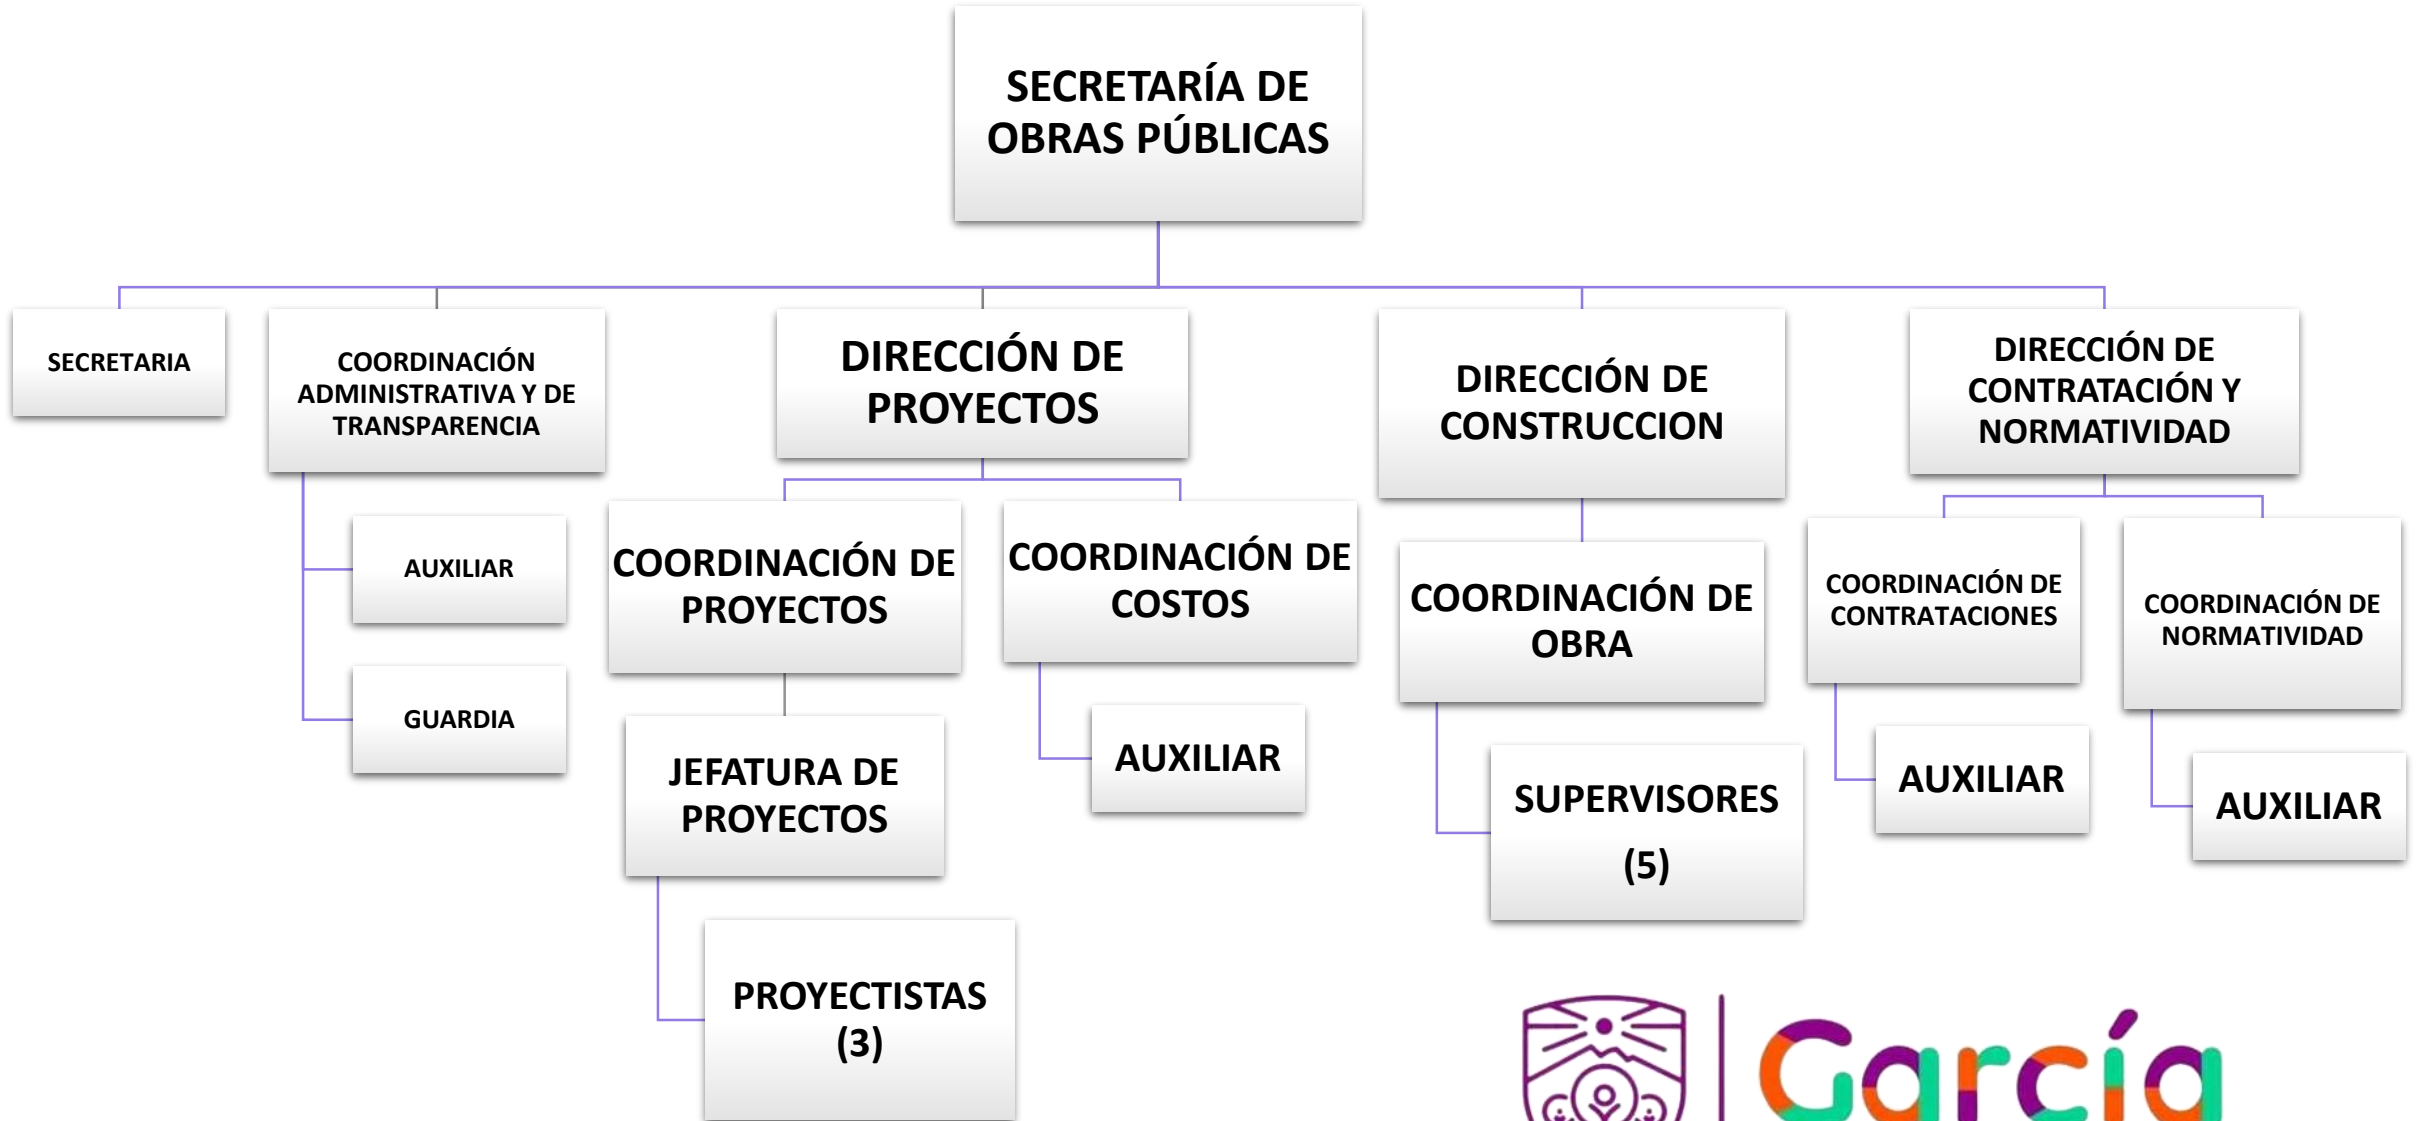 SECRETARÍA DE
OBRAS PÚBLICAS
SECRETARIA
COORDINACIÓN
ADMINISTRATIVA Y DE
TRANSPARENCIA
DIRECCIÓN DE
PROYECTOS
DIRECCIÓN DE
CONSTRUCCION
DIRECCIÓN DE
CONTRATACIÓN Y
NORMATIVIDAD
AUXILIAR
GUARDIA
COORDINACIÓN DE
PROYECTOS
COORDINACIÓN DE
COSTOS
COORDINACIÓN DE
OBRA
COORDINACIÓN DE
CONTRATACIONES
COORDINACIÓN DE
NORMATIVIDAD
JEFATURA DE
PROYECTOS
AUXILIAR
SUPERVISORES
(5)
AUXILIAR
AUXILIAR
PROYECTISTAS
(3)
García